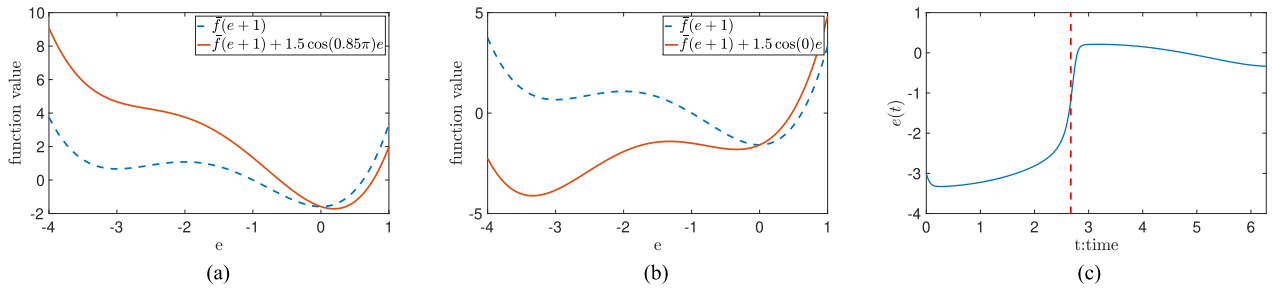 10
8
6
4
2
0
-2
-4 -3 -2 -1 0 1
function value
e
f̄(e+1)
f̄(e+1) + 1.5 cos(0.85π)e
(a)
5
0
-5
-4 -3 -2 -1 0 1
function value
e
f̄(e+1)
f̄(e+1) + 1.5 cos(0)e
(b)
1
0
-1
-2
-3
-4
0 1 2 3 4 5 6
e(t)
t:time
(c)